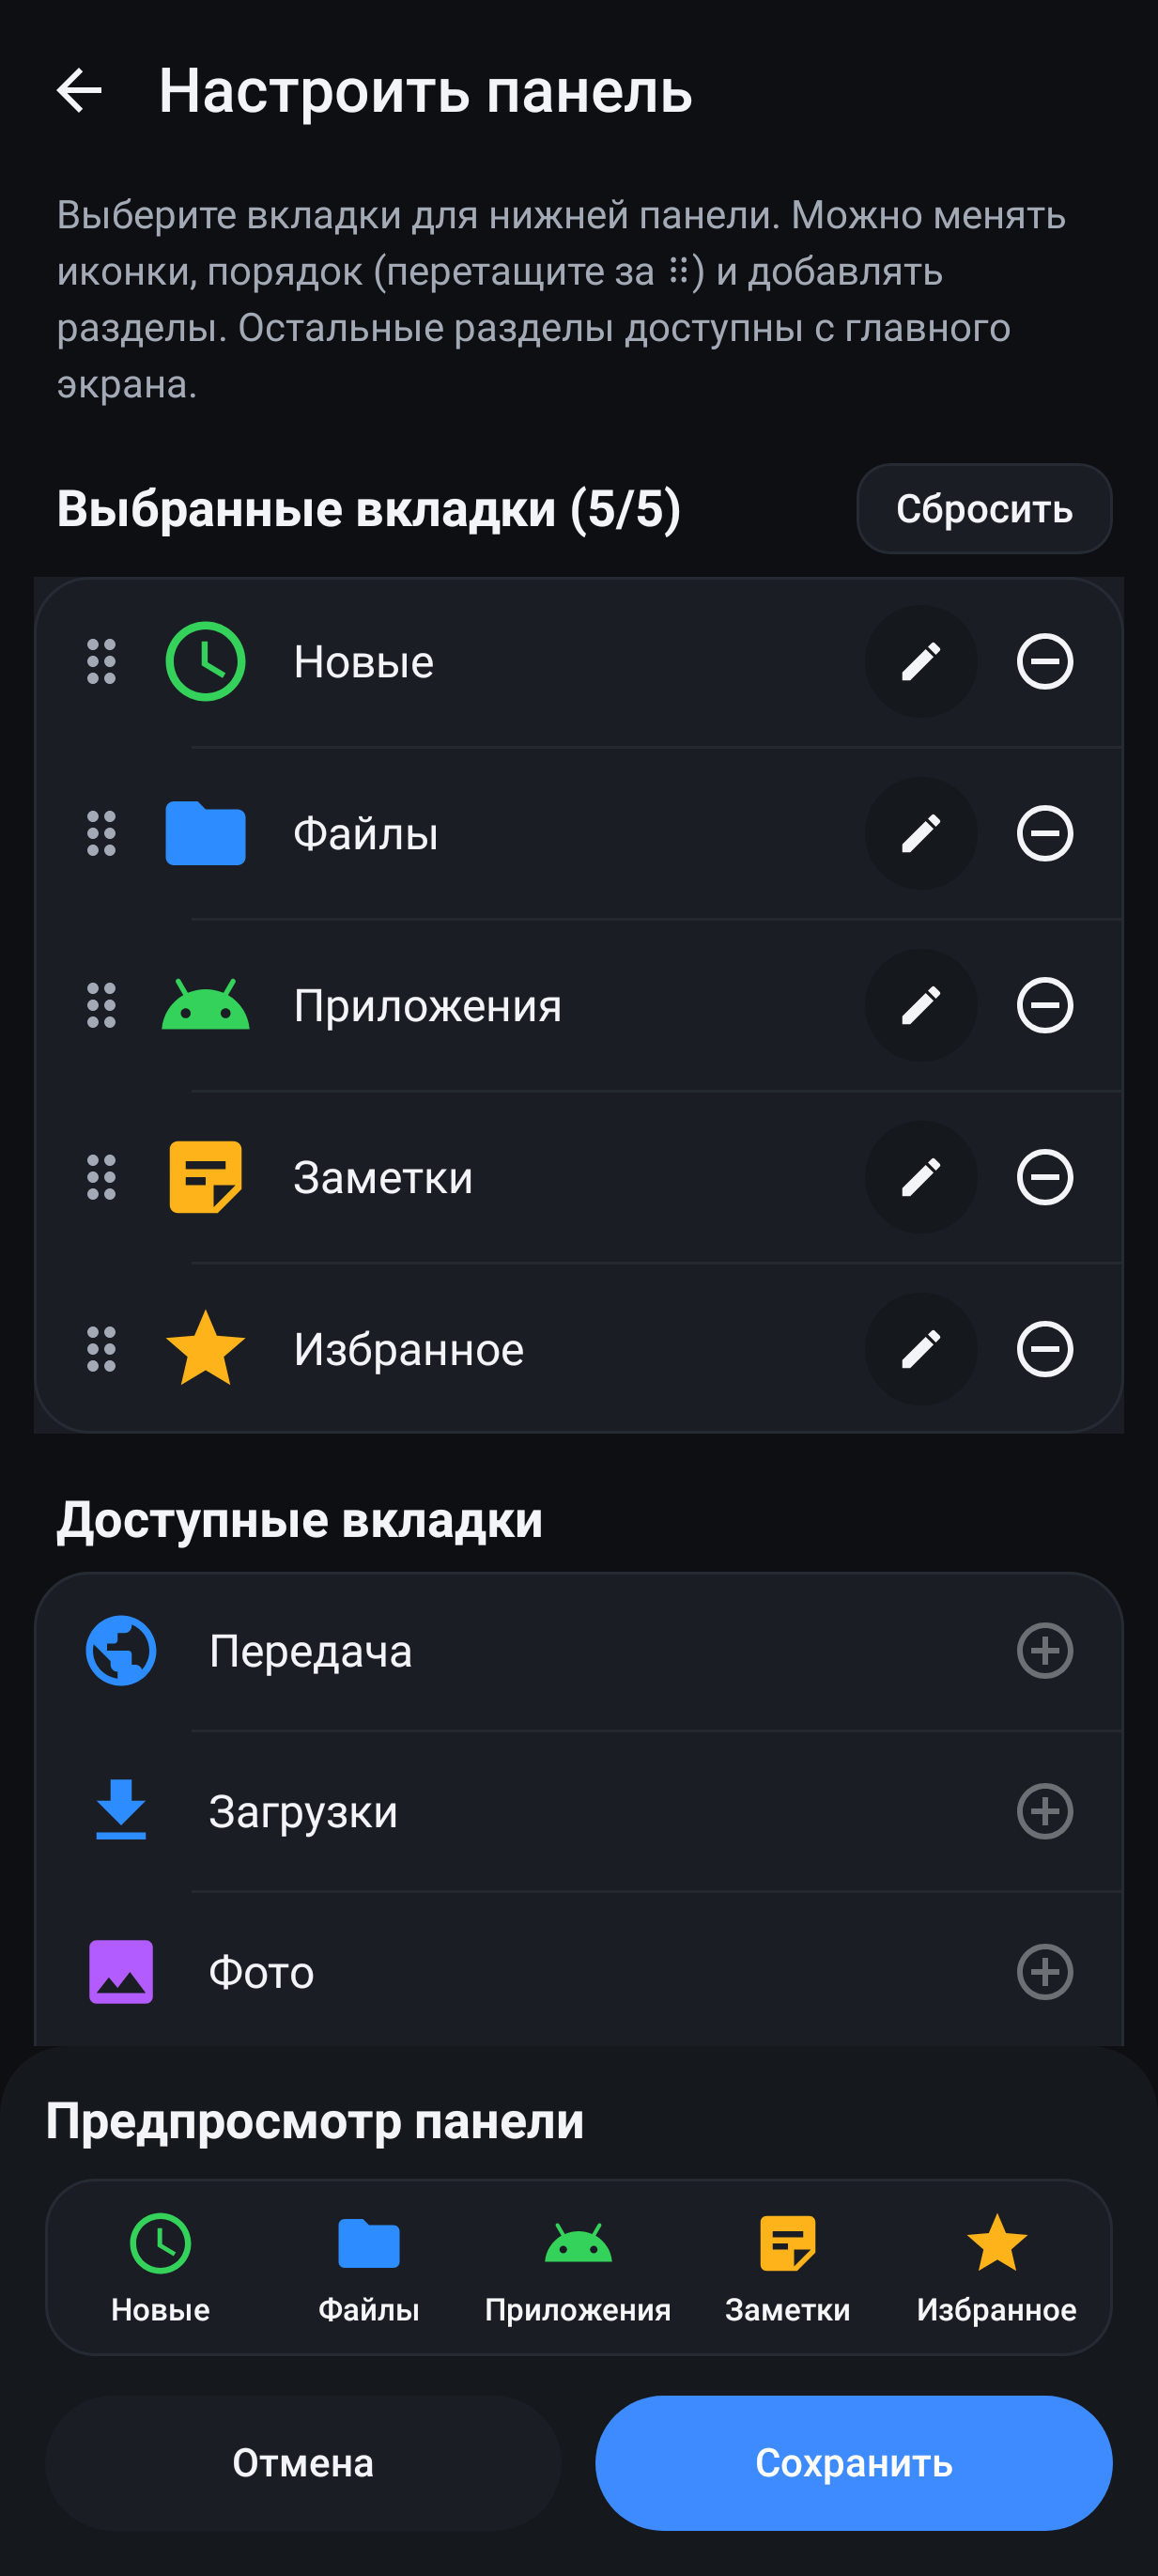 Настроить панель
Выберите вкладки для нижней панели. Можно менять
иконки, порядок (перетащите за ⠿) и добавлять
разделы. Остальные разделы доступны с главного
экрана.
Выбранные вкладки (5/5)
Сбросить
Новые
Файлы
Приложения
Заметки
Избранное
Доступные вкладки
Передача
Загрузки
Фото
Предпросмотр панели
Новые
Файлы
Приложения
Заметки
Избранное
Отмена
Сохранить